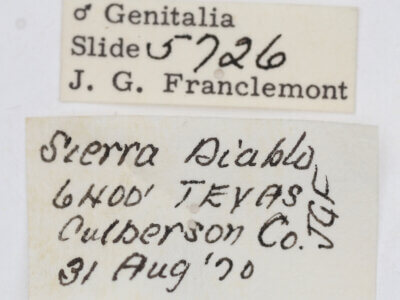 ♂ Genitalia
Slide 5726
J. G. Franclemont
Sierra Diablo
6400' TEXAS
Culberson Co.
31 Aug '70
JGF